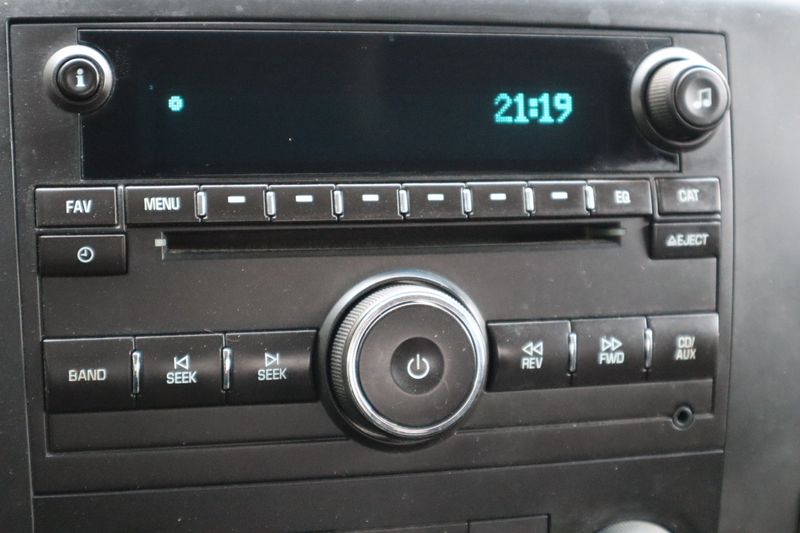 i
21:19
FAV MENU EQ CAT
EJECT
BAND SEEK SEEK REV FWD CD/
AUX